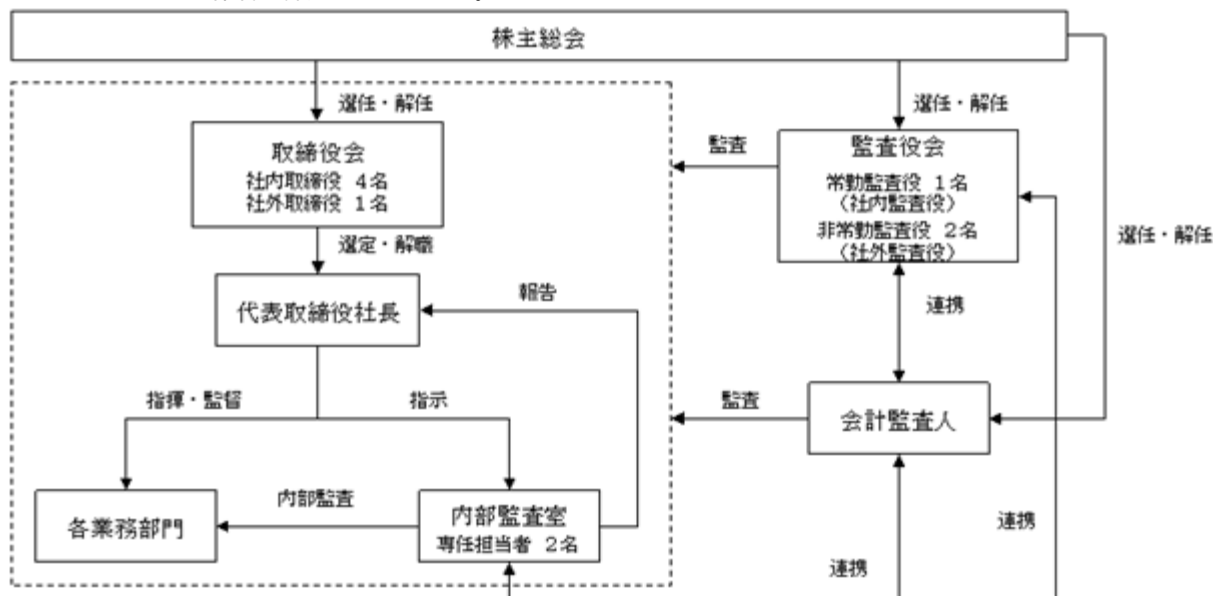 株主総会
選任・解任
選任・解任
取締役会
社内取締役 4名
社外取締役 1名
監査
監査役会
常勤監査役 1名
(社内監査役)
非常勤監査役 2名
(社外監査役)
選任・解任
選定・解職
代表取締役社長
報告
連携
指揮・監督
指示
監査
会計監査人
各業務部門
内部監査
内部監査室
専任担当者 2名
連携
連携